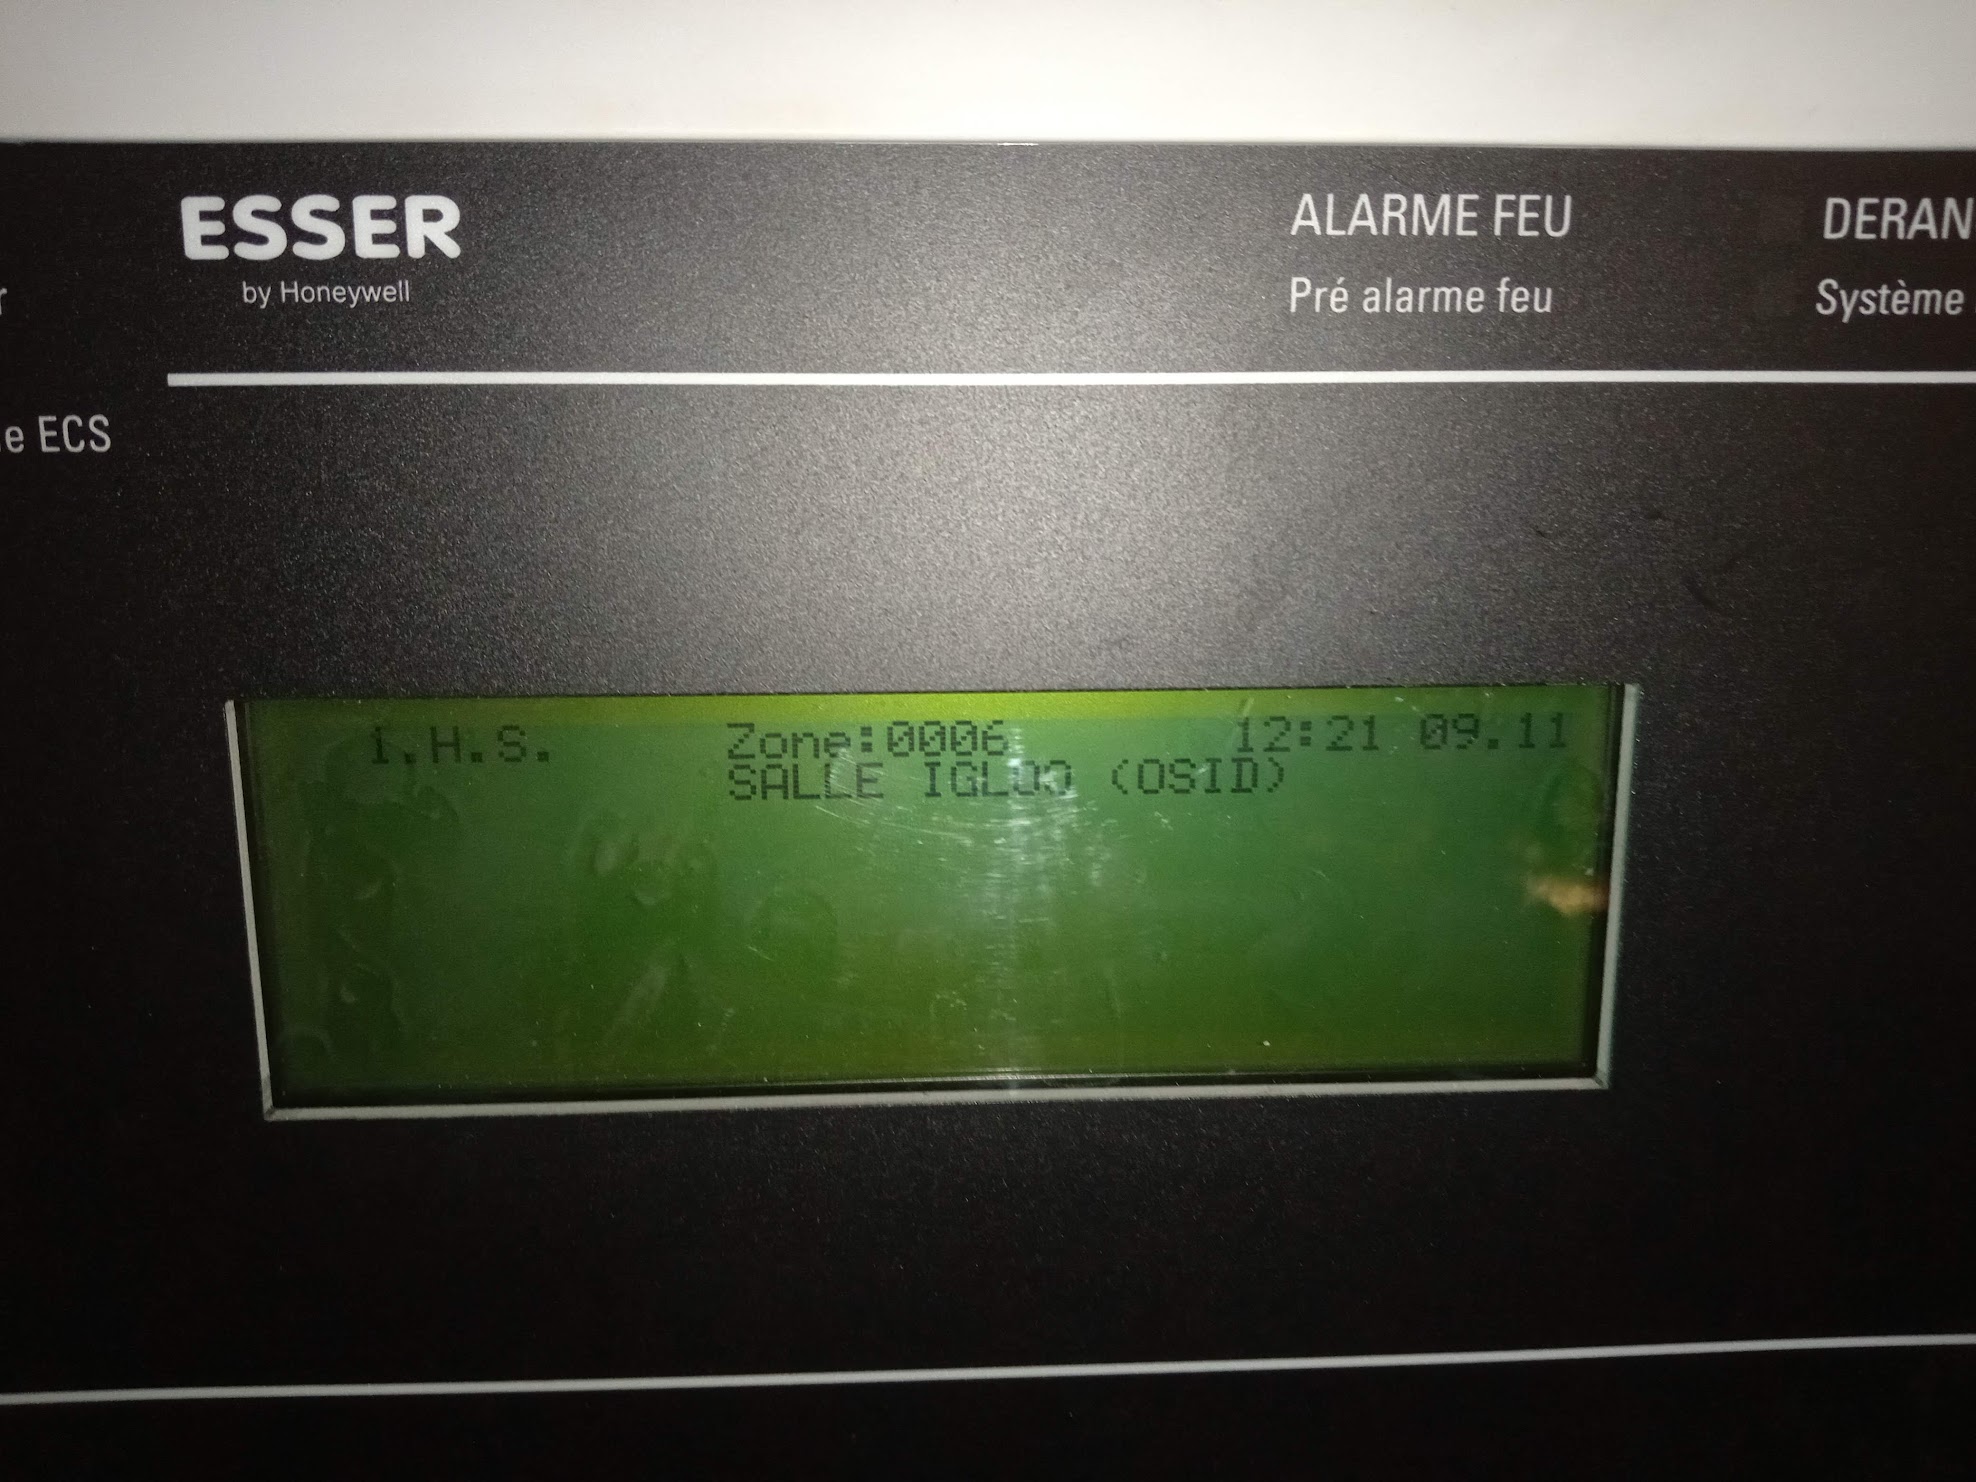 ESSER
by Honeywell
ALARME FEU
Pré alarme feu
DERAN
Système
r
e ECS
1.H.S. Zone:0006 12:21 09.11
SALLE IGLOO (OSID)